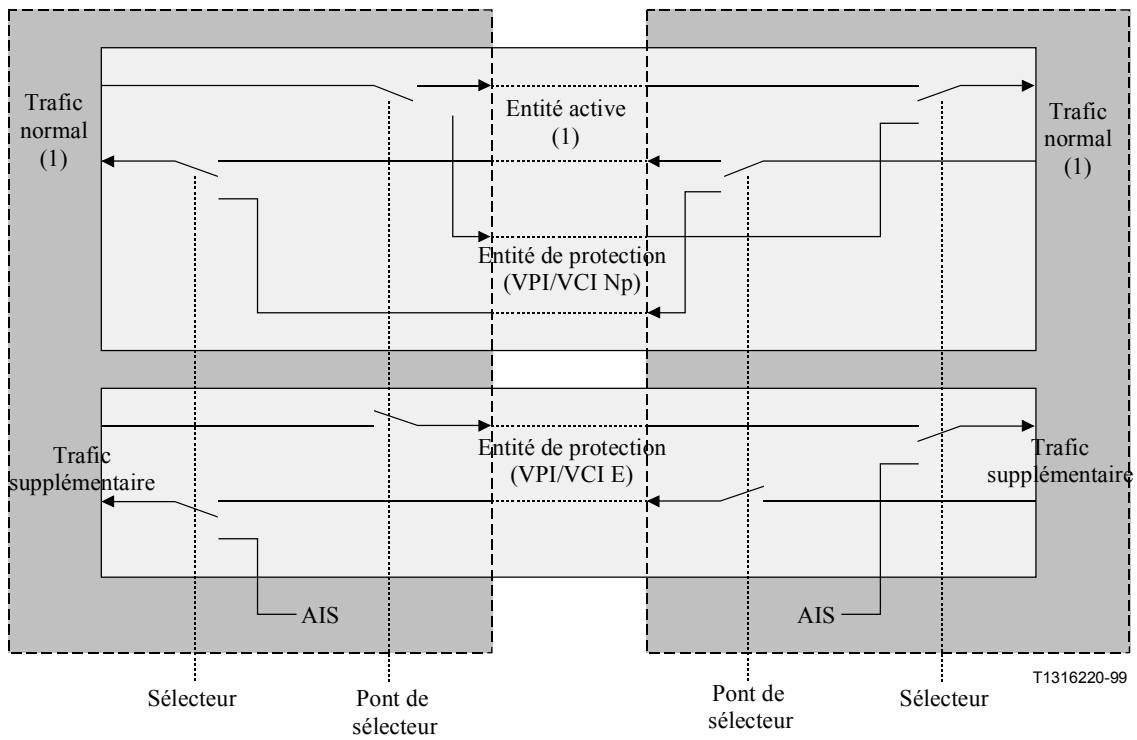 Trafic
normal
(1)
Entité active
(1)
Trafic
normal
(1)
Entité de protection
(VPI/VCI Np)
Trafic
supplémentaire
Entité de protection
(VPI/VCI E)
Trafic
supplémentaire
AIS
AIS
T1316220-99
Sélecteur
Pont de
sélecteur
Pont de
sélecteur
Sélecteur